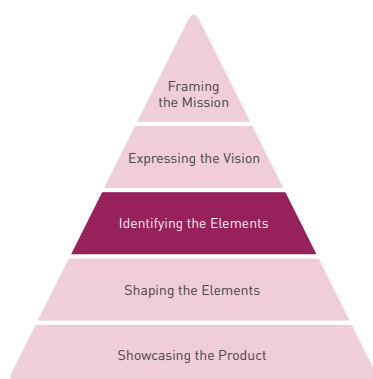 Framing
the Mission
Expressing the Vision
Identifying the Elements
Shaping the Elements
Showcasing the Product